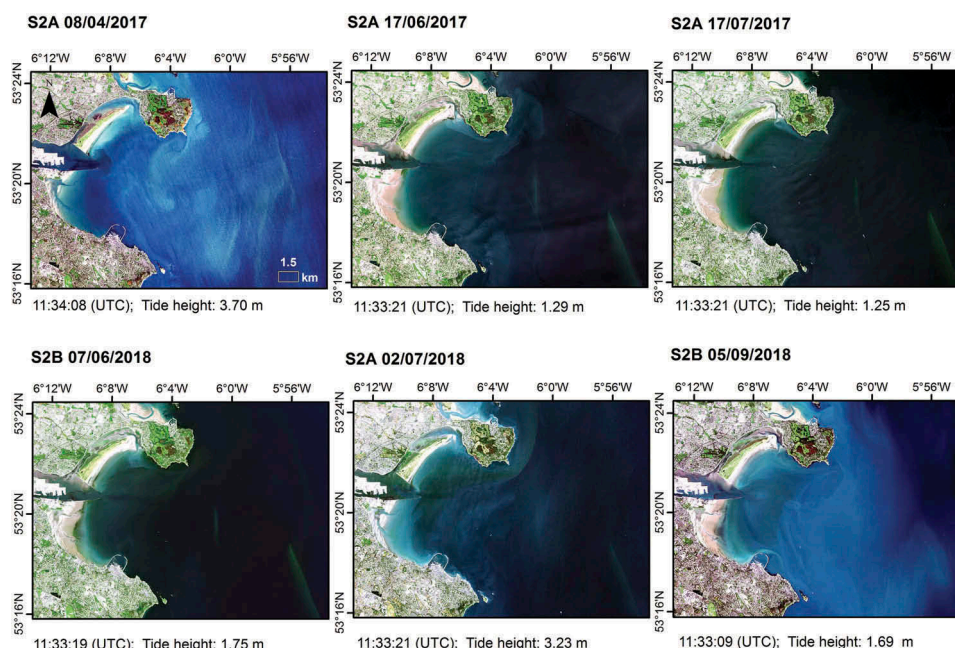 S2A 08/04/2017
S2A 17/06/2017
S2A 17/07/2017
6°12'W 6°8'W 6°4'W 6°0'W 5°56'W
6°12'W 6°8'W 6°4'W 6°0'W 5°56'W
6°12'W 6°8'W 6°4'W 6°0'W 5°56'W
53°24'N
53°20'N
53°16'N
N
1.5
km
53°24'N
53°20'N
53°16'N
53°24'N
53°20'N
53°16'N
11:34:08 (UTC); Tide height: 3.70 m
11:33:21 (UTC); Tide height: 1.29 m
11:33:21 (UTC); Tide height: 1.25 m
S2B 07/06/2018
S2A 02/07/2018
S2B 05/09/2018
6°12'W 6°8'W 6°4'W 6°0'W 5°56'W
6°12'W 6°8'W 6°4'W 6°0'W 5°56'W
6°12'W 6°8'W 6°4'W 6°0'W 5°56'W
53°24'N
53°20'N
53°16'N
53°24'N
53°20'N
53°16'N
53°24'N
53°20'N
53°16'N
11:33:19 (UTC); Tide height: 1.75 m
11:33:21 (UTC); Tide height: 3.23 m
11:33:09 (UTC); Tide height: 1.69 m